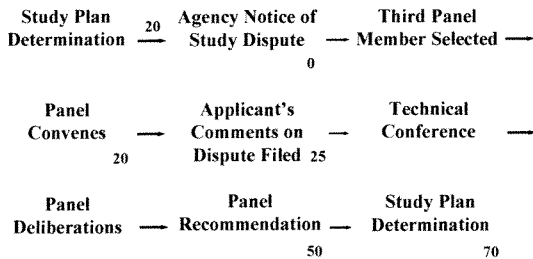 Study Plan
Determination
20
Agency Notice of
Study Dispute
0
Third Panel
Member Selected
Panel
Convenes
20
Applicant's
Comments on
Dispute Filed 25
Technical
Conference
Panel
Deliberations
Panel
Recommendation
50
Study Plan
Determination
70